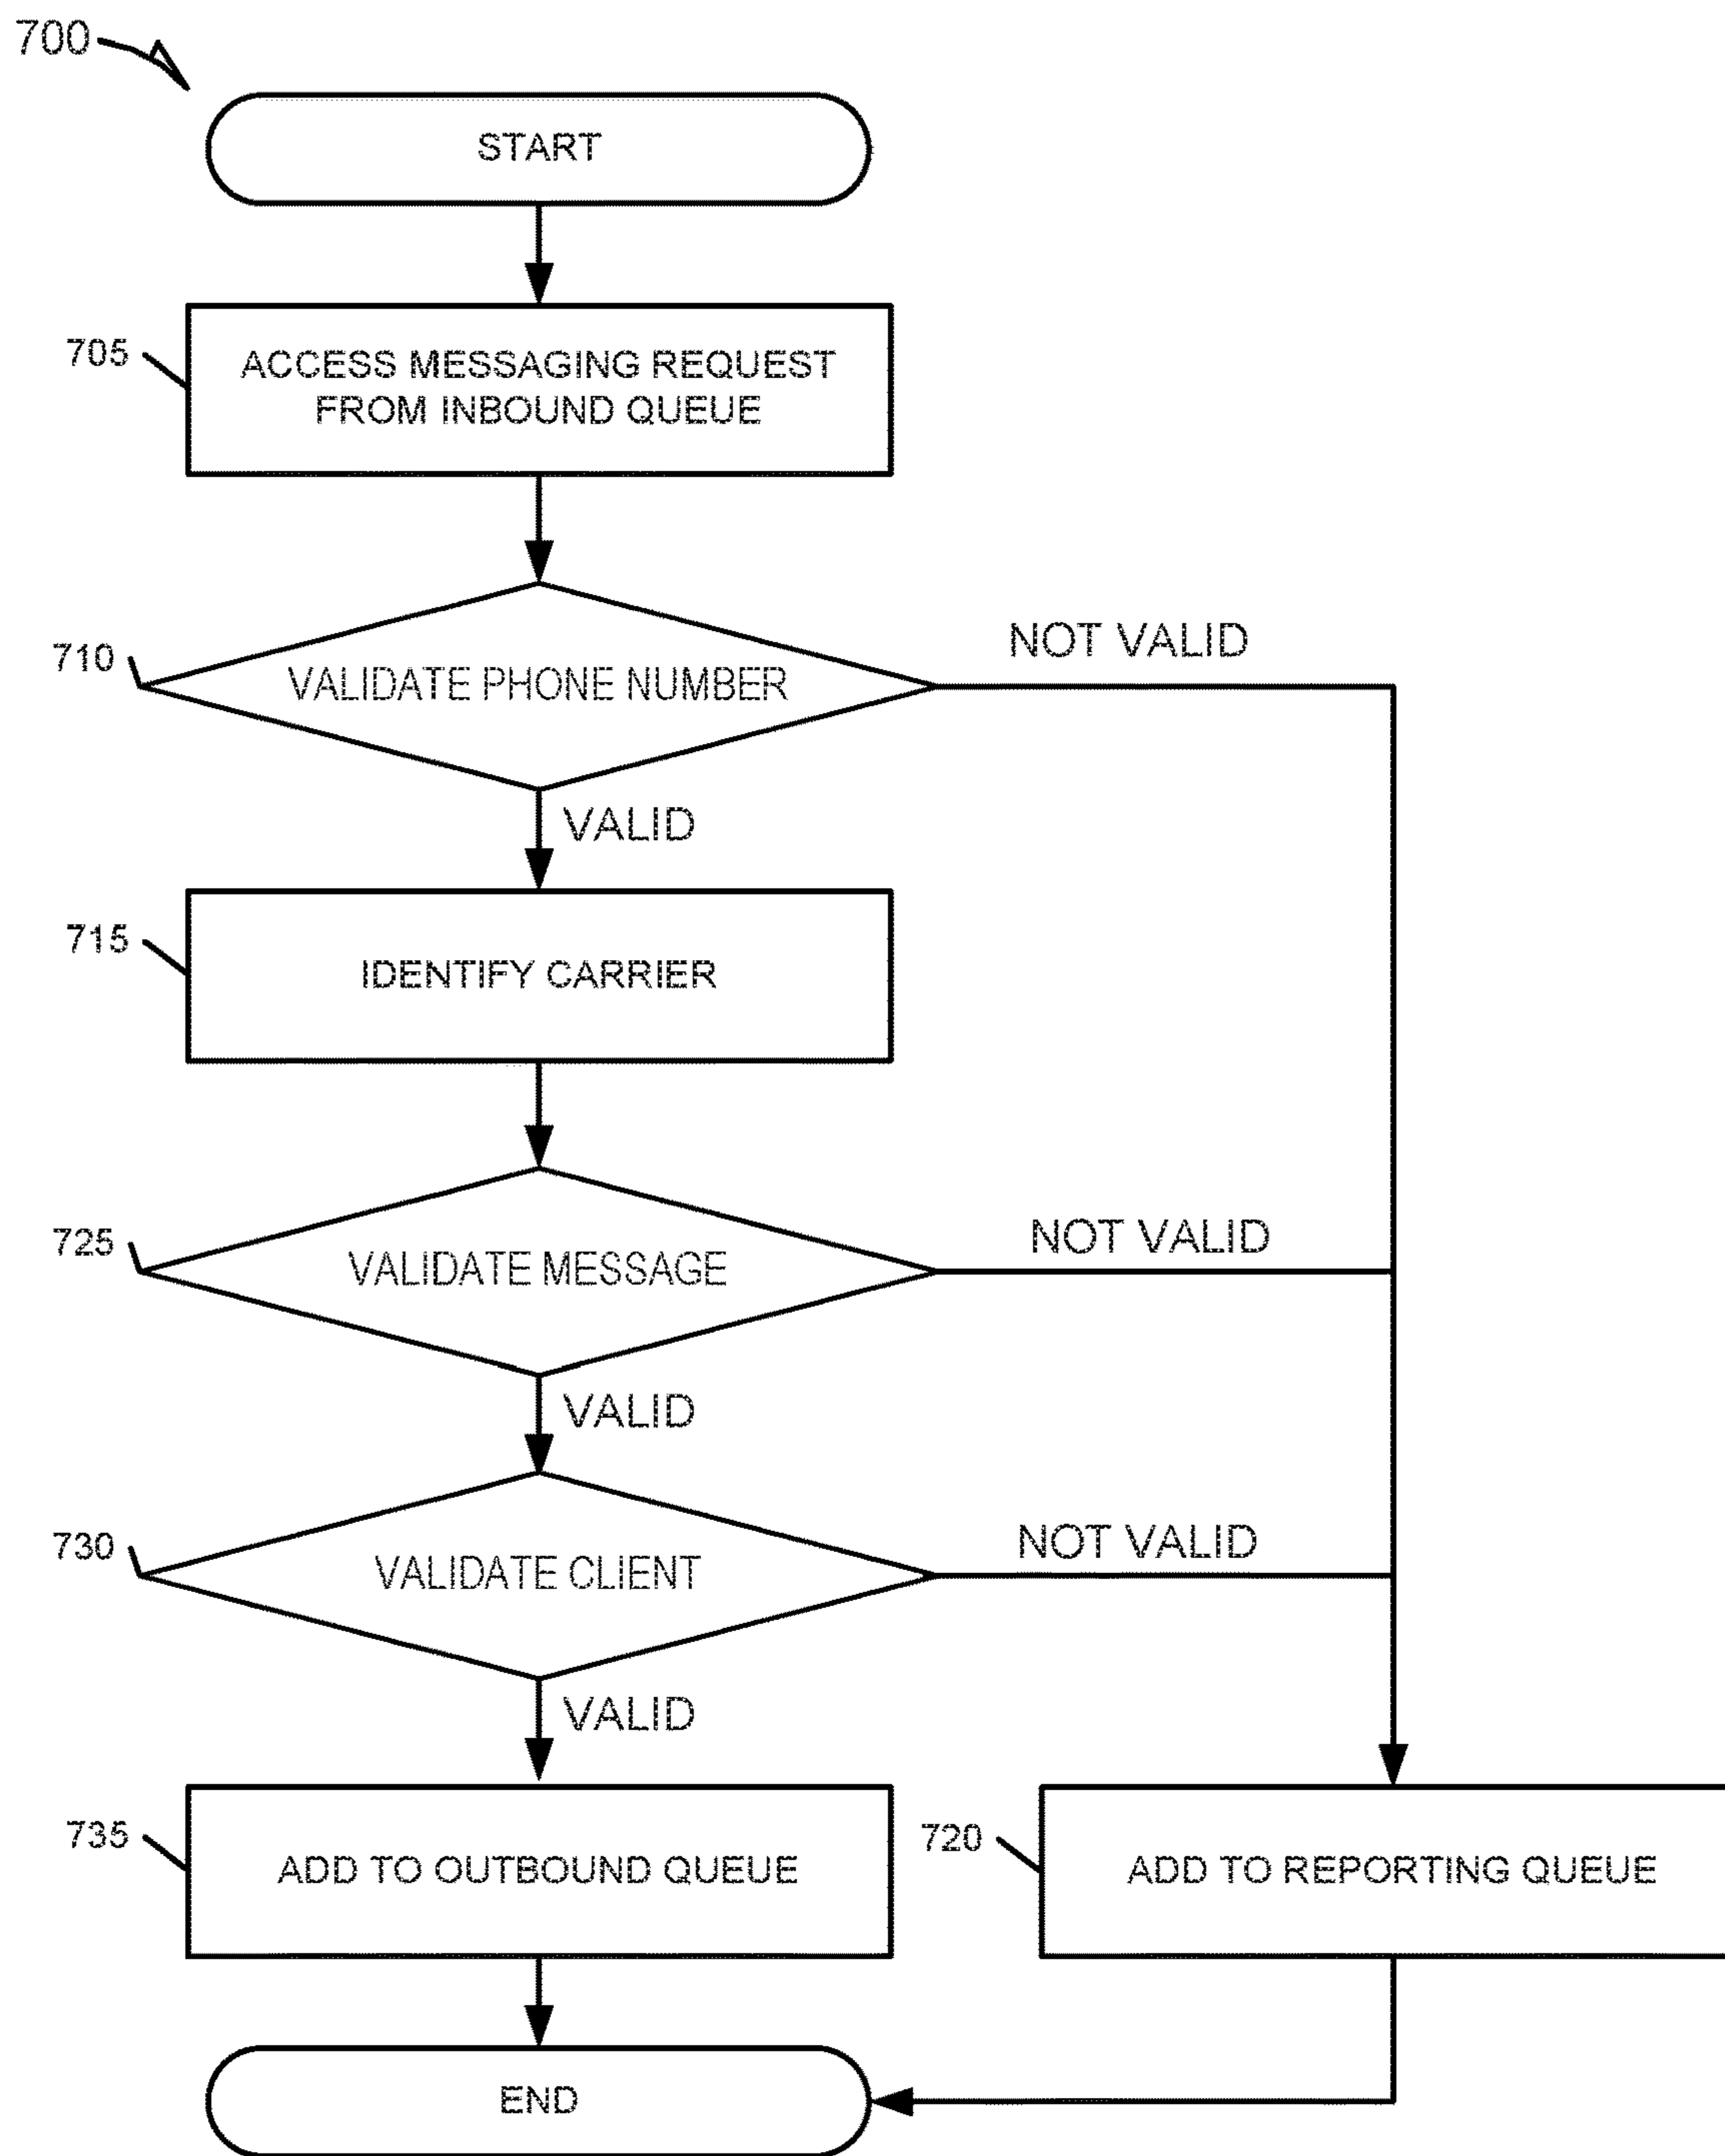 700
START
705
ACCESS MESSAGING REQUEST
FROM INBOUND QUEUE
710
VALIDATE PHONE NUMBER
NOT VALID
VALID
715
IDENTIFY CARRIER
725
VALIDATE MESSAGE
NOT VALID
VALID
730
VALIDATE CLIENT
NOT VALID
VALID
735
ADD TO OUTBOUND QUEUE
720
ADD TO REPORTING QUEUE
END